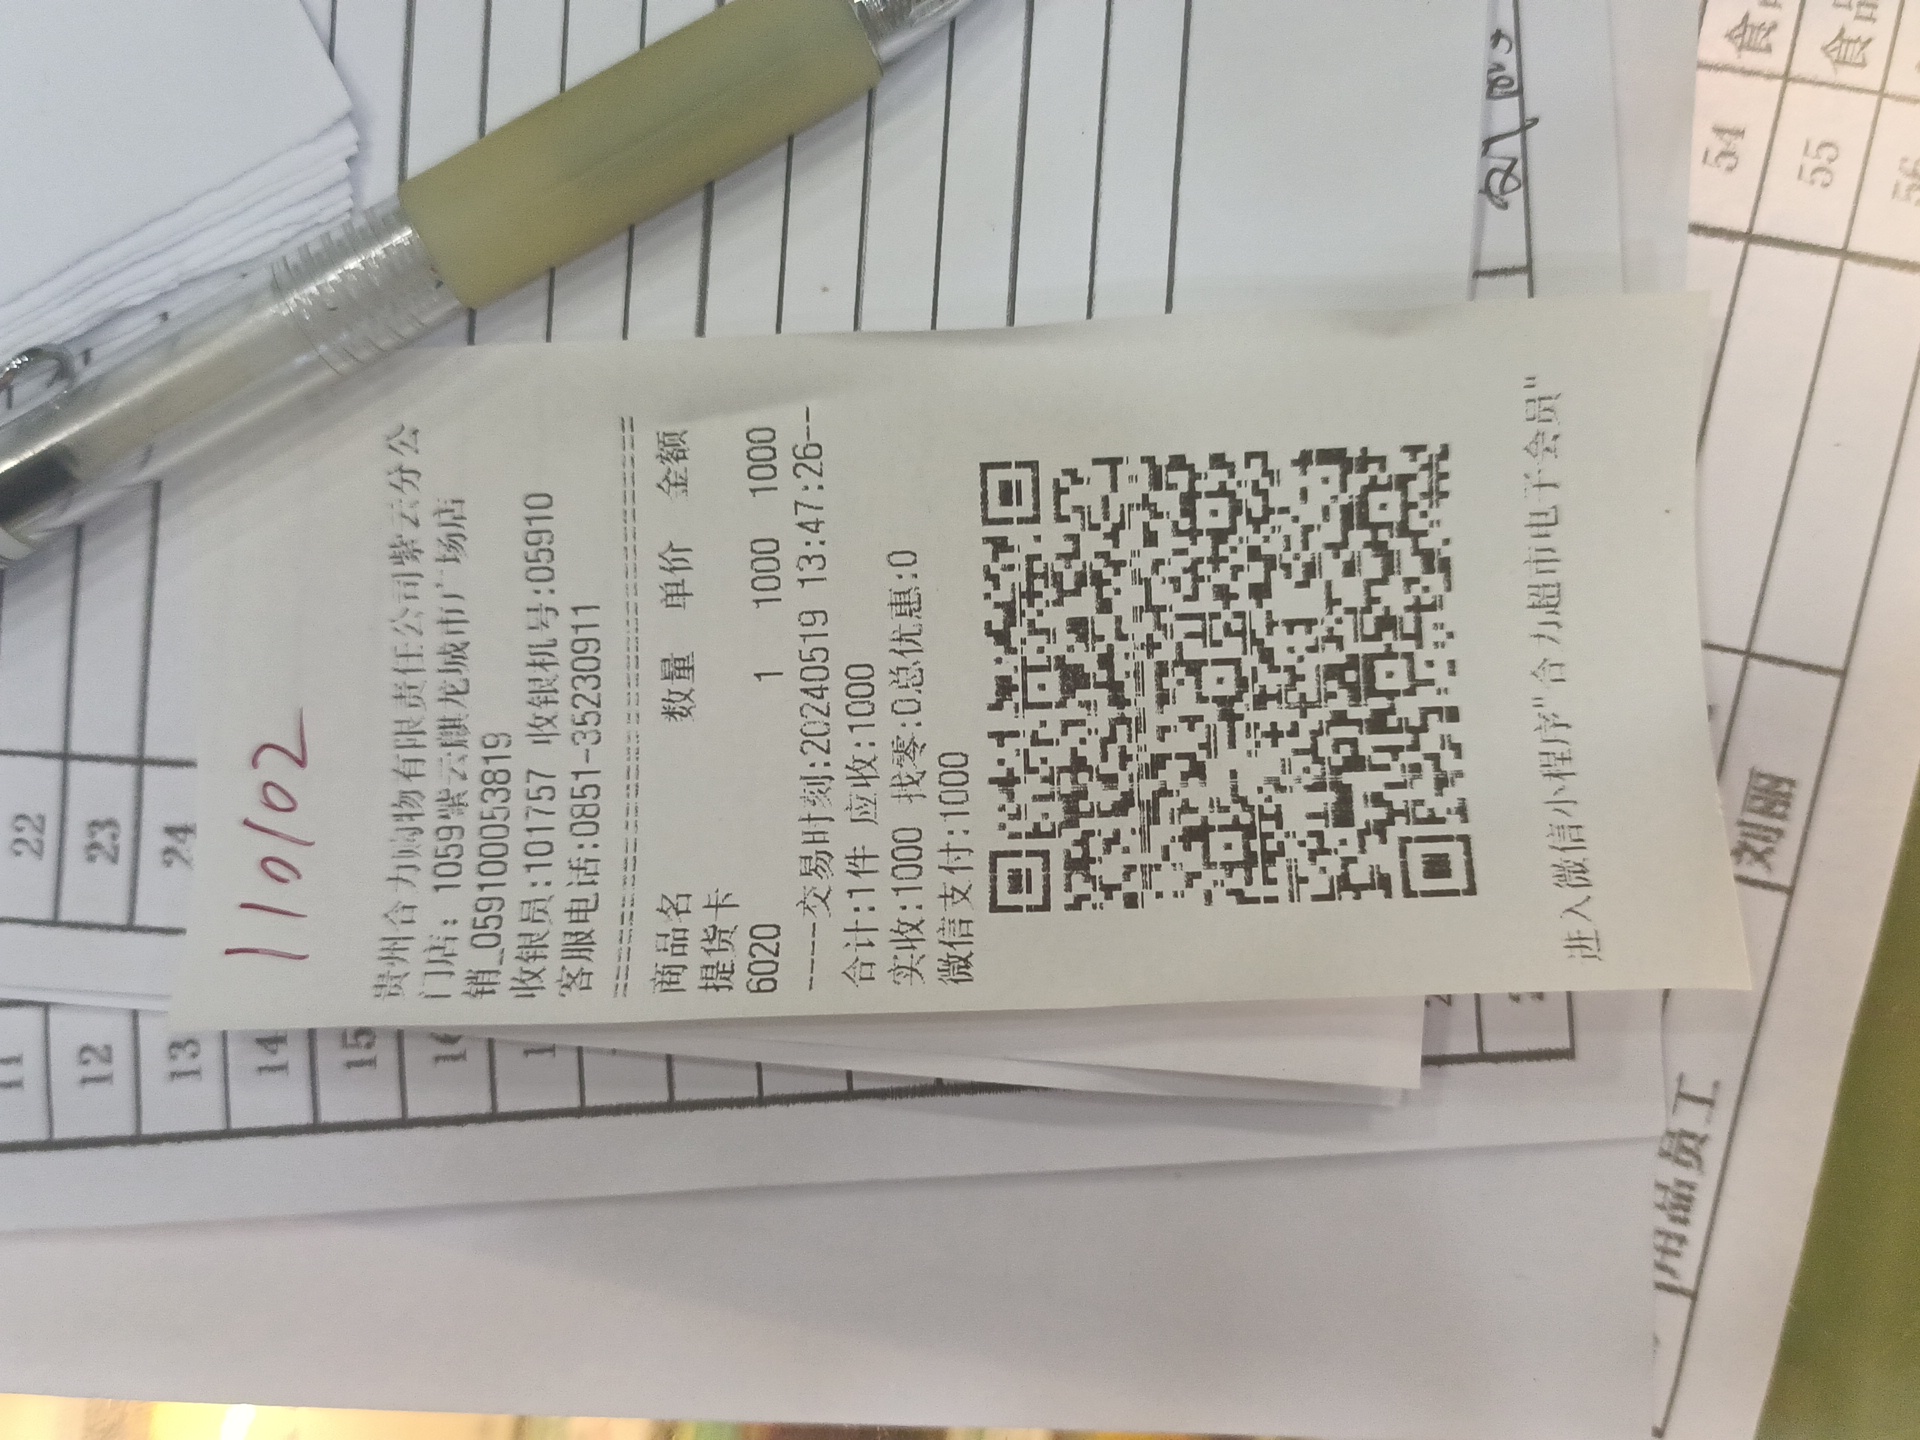 110102
贵州合力购物有限责任公司紫云分公
门店: 1059紫云麒龙城市广场店
销_059100053819
收银员:101757 收银机号:05910
客服电话:0851-35230911
商品名 数量 单价 金额
提货卡
6020 1 1000 1000
----交易时刻:20240519 13:47:26--
合计:1件 应收:1000
实收:1000 找零:0总优惠:0
微信支付:1000
进入微信小程序"合力超市电子会员"
22
23
24
11
12
13
14
15
54
55
56
食
食品
刘丽
用品员工